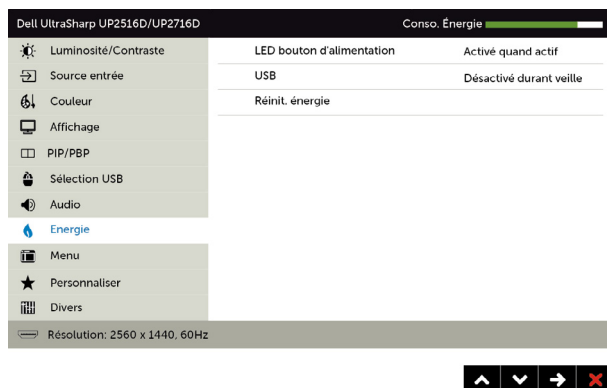 Dell UltraSharp UP2516D/UP2716D Conso. Énergie
Luminosité/Contraste LED bouton d'alimentation Activé quand actif
Source entrée USB Désactivé durant veille
Couleur Réinit. énergie
Affichage
PIP/PBP
Sélection USB
Audio
Energie
Menu
Personnaliser
Divers
Résolution: 2560 x 1440, 60Hz